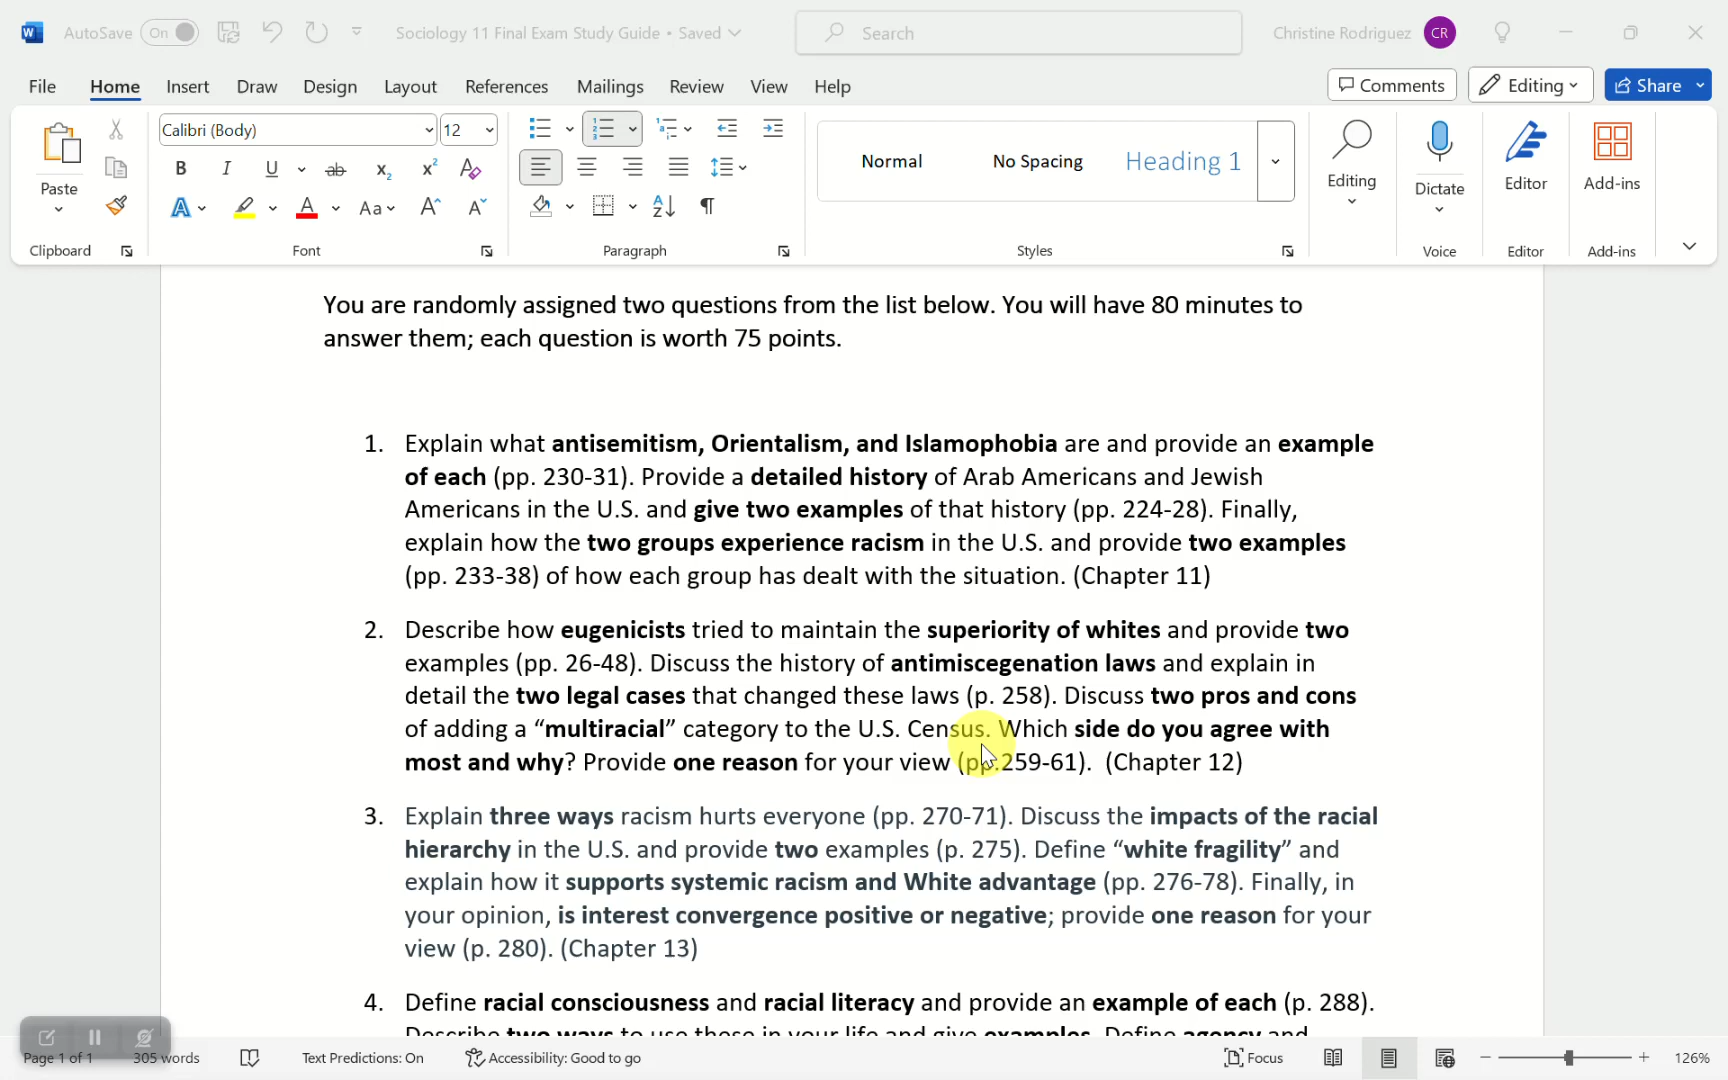 AutoSave On Sociology 11 Final Exam Study Guide • Saved Search Christine Rodriguez CR
File Home Insert Draw Design Layout References Mailings Review View Help Comments Editing Share
Calibri (Body) 12
Paste
Normal No Spacing Heading 1
Editing Dictate Editor Add-ins
Clipboard Font Paragraph Styles Voice Editor Add-ins
You are randomly assigned two questions from the list below. You will have 80 minutes to
answer them; each question is worth 75 points.
1. Explain what antisemitism, Orientalism, and Islamophobia are and provide an example
of each (pp. 230-31). Provide a detailed history of Arab Americans and Jewish
Americans in the U.S. and give two examples of that history (pp. 224-28). Finally,
explain how the two groups experience racism in the U.S. and provide two examples
(pp. 233-38) of how each group has dealt with the situation. (Chapter 11)
2. Describe how eugenicists tried to maintain the superiority of whites and provide two
examples (pp. 26-48). Discuss the history of antimiscegenation laws and explain in
detail the two legal cases that changed these laws (p. 258). Discuss two pros and cons
of adding a “multiracial” category to the U.S. Census. Which side do you agree with
most and why? Provide one reason for your view (pp.259-61). (Chapter 12)
3. Explain three ways racism hurts everyone (pp. 270-71). Discuss the impacts of the racial
hierarchy in the U.S. and provide two examples (p. 275). Define “white fragility” and
explain how it supports systemic racism and White advantage (pp. 276-78). Finally, in
your opinion, is interest convergence positive or negative; provide one reason for your
view (p. 280). (Chapter 13)
4. Define racial consciousness and racial literacy and provide an example of each (p. 288).
Describe two ways to use these in your life and give examples. Define agency and
Page 1 of 1 305 words Text Predictions: On Accessibility: Good to go Focus 126%